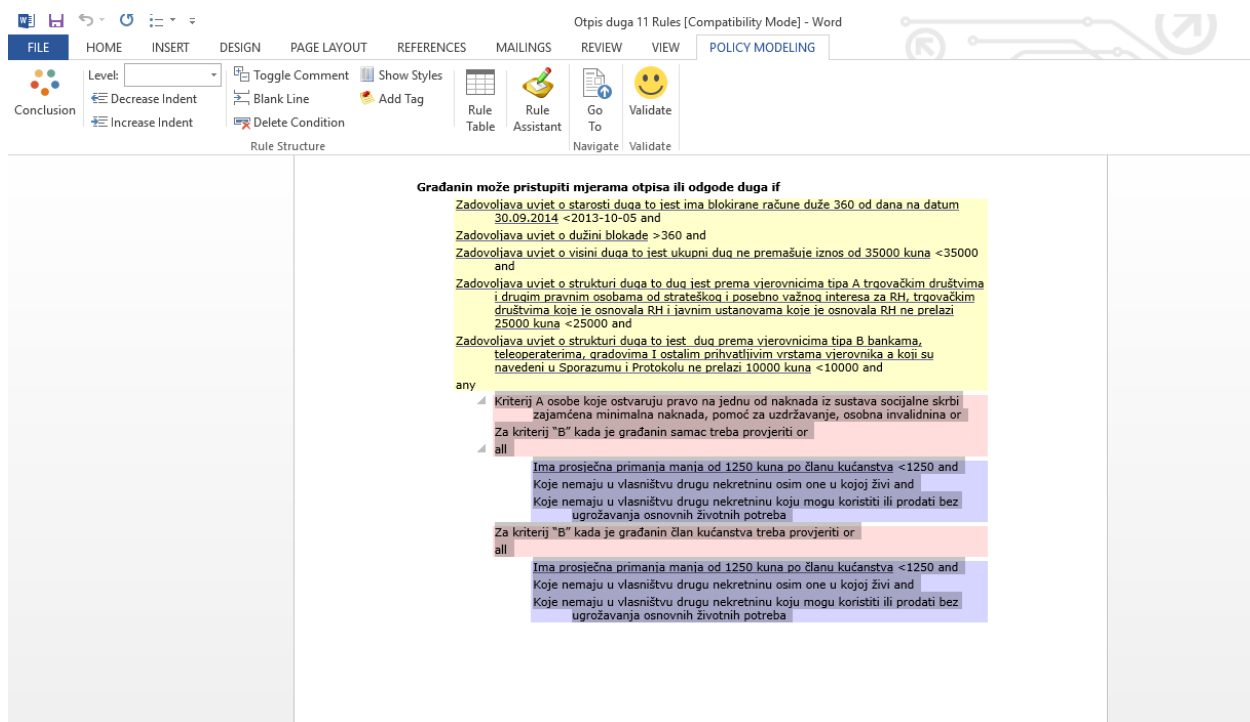 Otpis duga 11 Rules [Compatibility Mode] - Word
FILE HOME INSERT DESIGN PAGE LAYOUT REFERENCES MAILINGS REVIEW VIEW POLICY MODELING
Conclusion
Level:
Decrease Indent
Increase Indent
Toggle Comment
Blank Line
Delete Condition
Show Styles
Add Tag
Rule Structure
Rule
Table
Rule
Assistant
Go
To
Navigate
Validate
Validate
Građanin može pristupiti mjerama otpisa ili odgode duga if
Zadovoljava uvjet o starosti duga to jest ima blokirane račune duže 360 od dana na datum
30.09.2014 <2013-10-05 and
Zadovoljava uvjet o dužini blokade >360 and
Zadovoljava uvjet o visini duga to jest ukupni dug ne premašuje iznos od 35000 kuna <35000
and
Zadovoljava uvjet o strukturi duga to dug jest prema vjerovnicima tipa A trgovačkim društvima
i drugim pravnim osobama od strateškog i posebno važnog interesa za RH, trgovačkim
društvima koje je osnovala RH i javnim ustanovama koje je osnovala RH ne prelazi
25000 kuna <25000 and
Zadovoljava uvjet o strukturi duga to jest dug prema vjerovnicima tipa B bankama,
teleoperaterima, gradovima I ostalim prihvatljivim vrstama vjerovnika a koji su
navedeni u Sporazumu i Protokolu ne prelazi 10000 kuna <10000 and
any
Kriterij A osobe koje ostvaruju pravo na jednu od naknada iz sustava socijalne skrbi
zajamćena minimalna naknada, pomoć za uzdržavanje, osobna invalidnina or
Za kriterij "B" kada je građanin samac treba provjeriti or
all
Ima prosječna primanja manja od 1250 kuna po članu kućanstva <1250 and
Koje nemaju u vlasništvu drugu nekretninu osim one u kojoj živi and
Koje nemaju u vlasništvu drugu nekretninu koju mogu koristiti ili prodati bez
ugrožavanja osnovnih životnih potreba
Za kriterij "B" kada je građanin član kućanstva treba provjeriti or
all
Ima prosječna primanja manja od 1250 kuna po članu kućanstva <1250 and
Koje nemaju u vlasništvu drugu nekretninu osim one u kojoj živi and
Koje nemaju u vlasništvu drugu nekretninu koju mogu koristiti ili prodati bez
ugrožavanja osnovnih životnih potreba